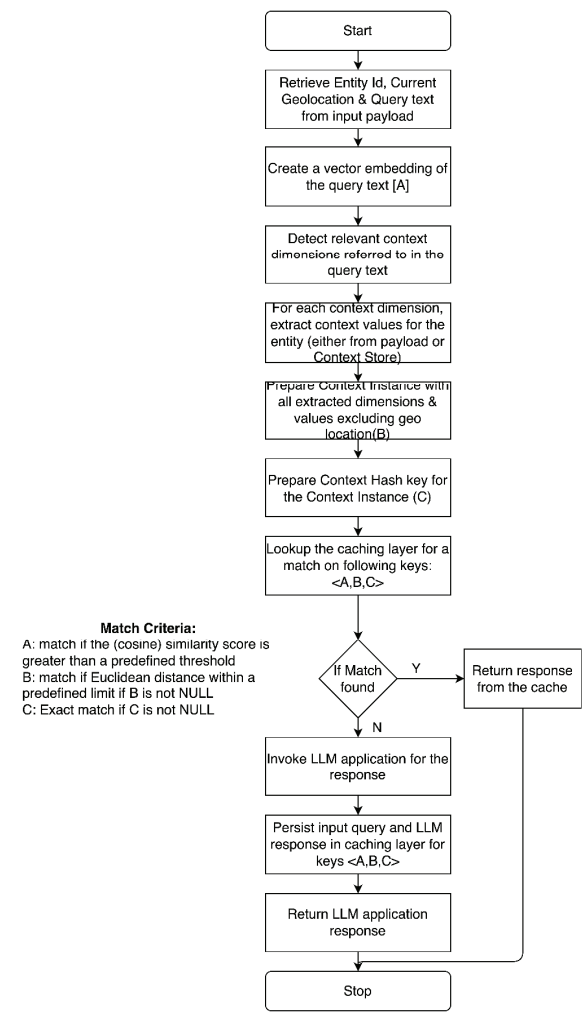 Start
Retrieve Entity Id, Current
Geolocation & Query text
from input payload
Create a vector embedding of
the query text [A]
Detect relevant context
dimensions referred to in the
query text
For each context dimension,
extract context values for the
entity (either from payload or
Context Store)
Prepare Context Instance with
all extracted dimensions &
values excluding geo
location(B)
Prepare Context Hash key for
the Context Instance (C)
Lookup the caching layer for a
match on following keys:
<A,B,C>
Match Criteria:
A: match if the (cosine) similarity score is
greater than a predefined threshold
B: match if Euclidean distance within a
predefined limit if B is not NULL
C: Exact match if C is not NULL
If Match
found
Y
Return response
from the cache
N
Invoke LLM application for the
response
Persist input query and LLM
response in caching layer for
keys <A,B,C>
Return LLM application
response
Stop